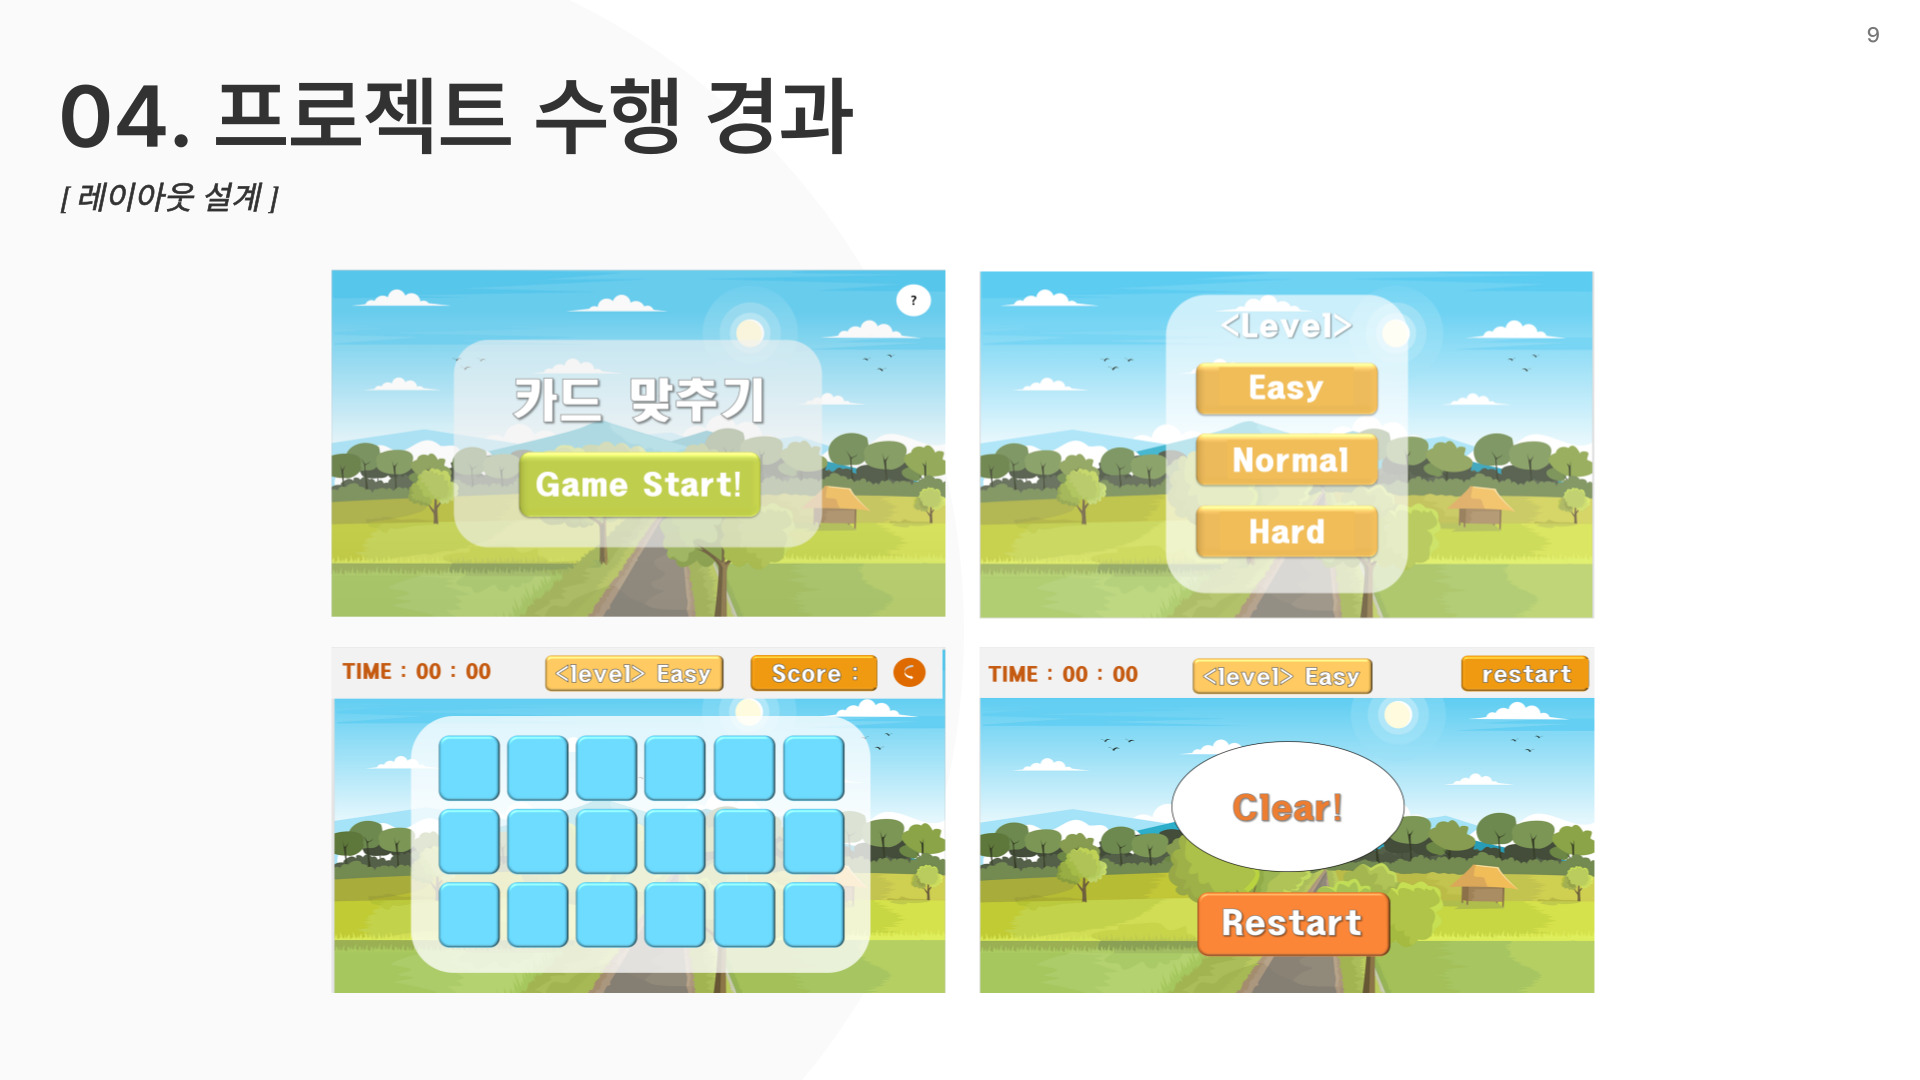 9
04. 프로젝트 수행 경과
[ 레이아웃 설계 ]
?
카드 맞추기
Game Start!
<Level>
Easy
Normal
Hard
TIME : 00 : 00
<level> Easy
Score :
TIME : 00 : 00
<level> Easy
restart
Clear!
Restart